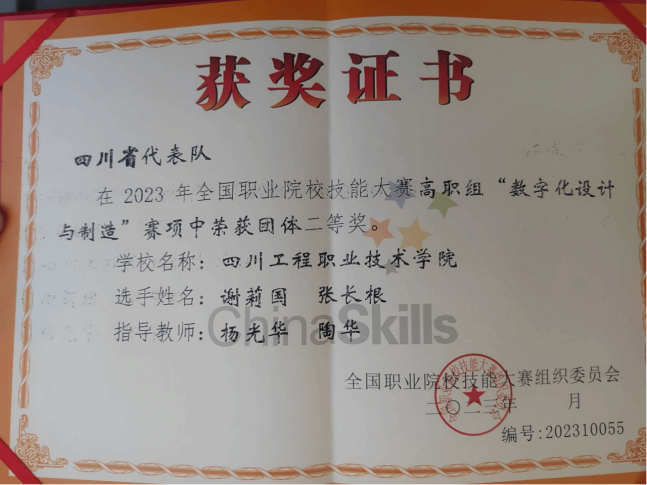 获奖证书
四川省代表队
在 2023 年全国职业院校技能大赛高职组“数字化设计
与制造”赛项中荣获团体二等奖。
学校名称：四川工程职业技术学院
选手姓名：谢莉国 张长根
指导教师：杨光华 陶华
ChinaSkills
全国职业院校技能大赛组织委员会
二〇二三年 月
编号:202310055